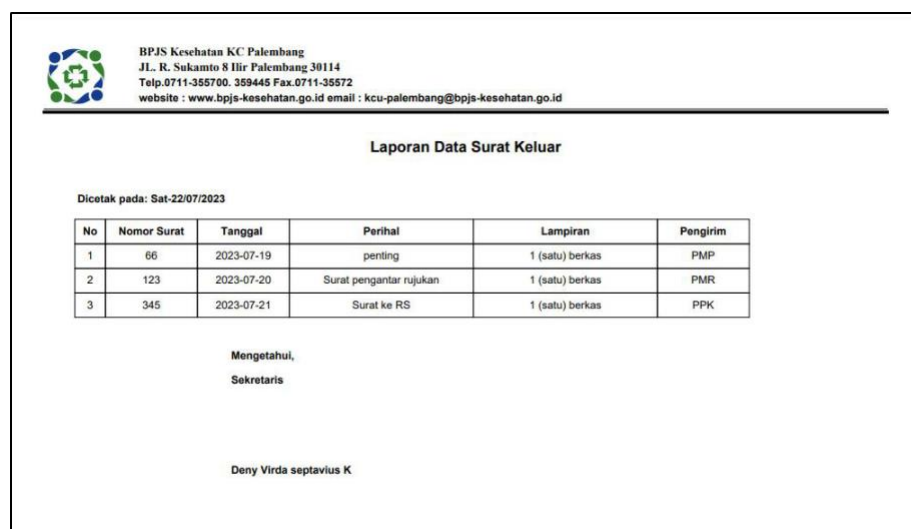 BPJS Kesehatan KC Palembang
JL. R. Sukamto 8 Ilir Palembang 30114
Telp.0711-355700. 359445 Fax.0711-35572
website : www.bpjs-kesehatan.go.id email : kcu-palembang@bpjs-kesehatan.go.id
Laporan Data Surat Keluar
Dicetak pada: Sat-22/07/2023
No Nomor Surat Tanggal Perihal Lampiran Pengirim
1 66 2023-07-19 penting 1 (satu) berkas PMP
2 123 2023-07-20 Surat pengantar rujukan 1 (satu) berkas PMR
3 345 2023-07-21 Surat ke RS 1 (satu) berkas PPK
Mengetahui,
Sekretaris
Deny Virda septavius K